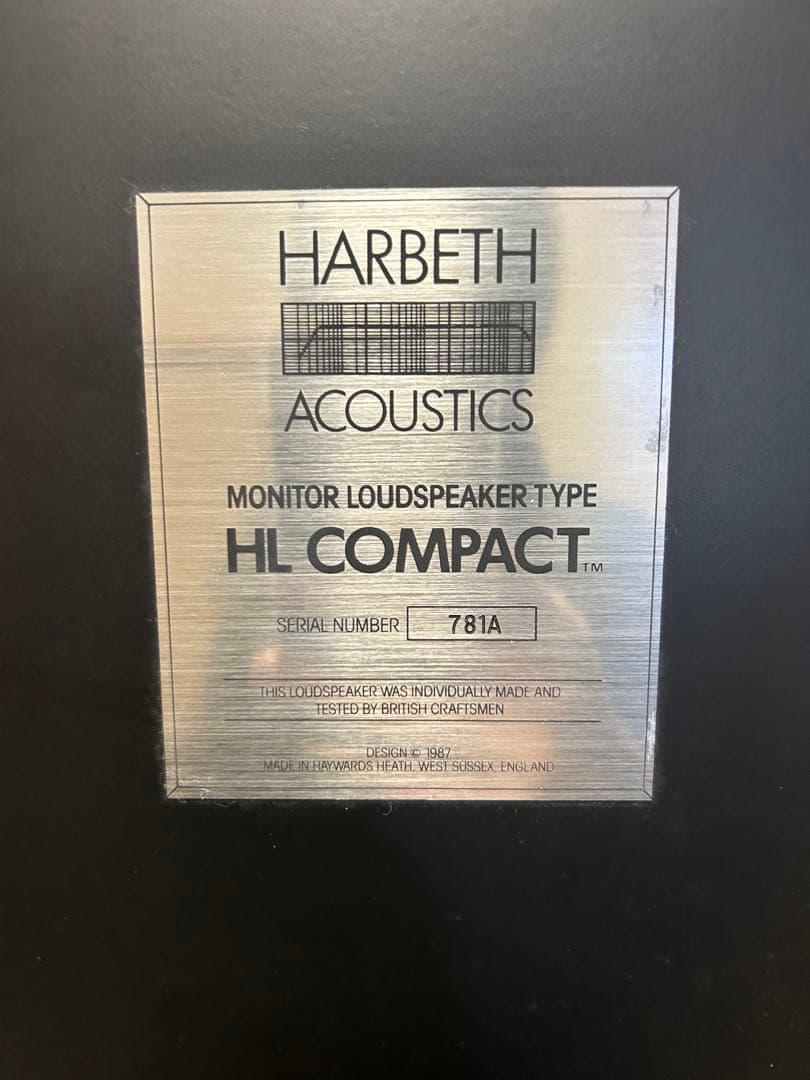 HARBETH
ACOUSTICS
MONITOR LOUDSPEAKER TYPE
HL COMPACT™
SERIAL NUMBER 781A
THIS LOUDSPEAKER WAS INDIVIDUALLY MADE AND
TESTED BY BRITISH CRAFTSMEN
DESIGN © 1987
MADE IN HAYWARDS HEATH, WEST SUSSEX, ENGLAND